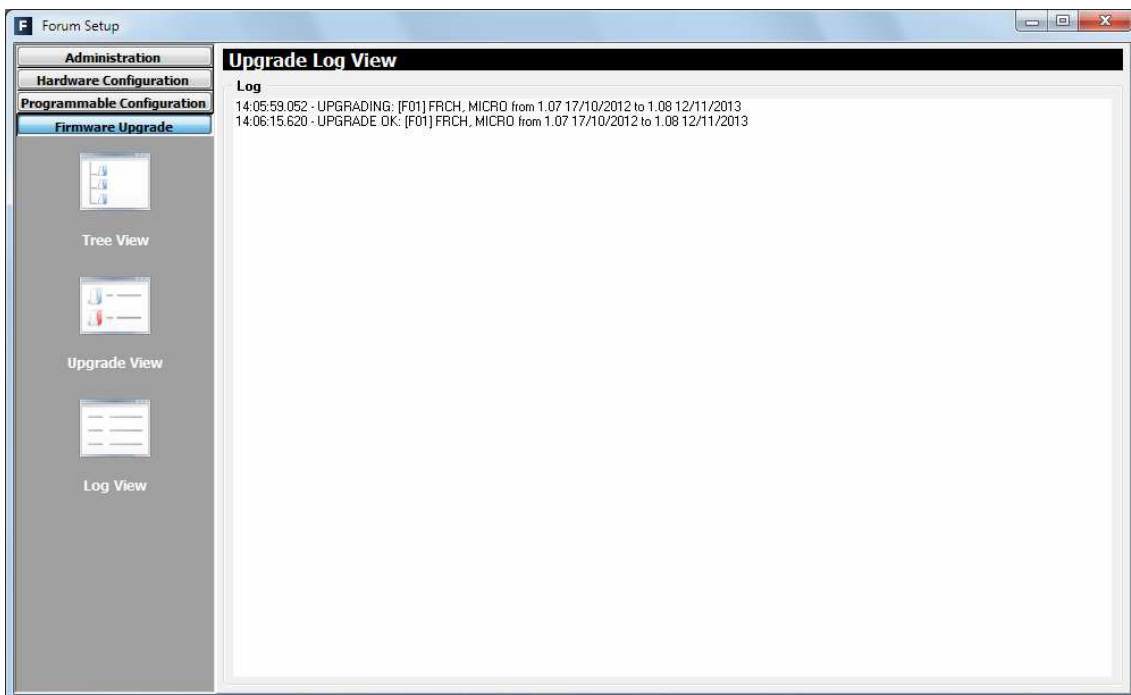 F Forum Setup
Administration
Hardware Configuration
Programmable Configuration
Firmware Upgrade
Tree View
Upgrade View
Log View
Upgrade Log View
Log
14:05:59.052 - UPGRADING: [F01] FRCH, MICRO from 1.07 17/10/2012 to 1.08 12/11/2013
14:06:15.620 - UPGRADE OK: [F01] FRCH, MICRO from 1.07 17/10/2012 to 1.08 12/11/2013